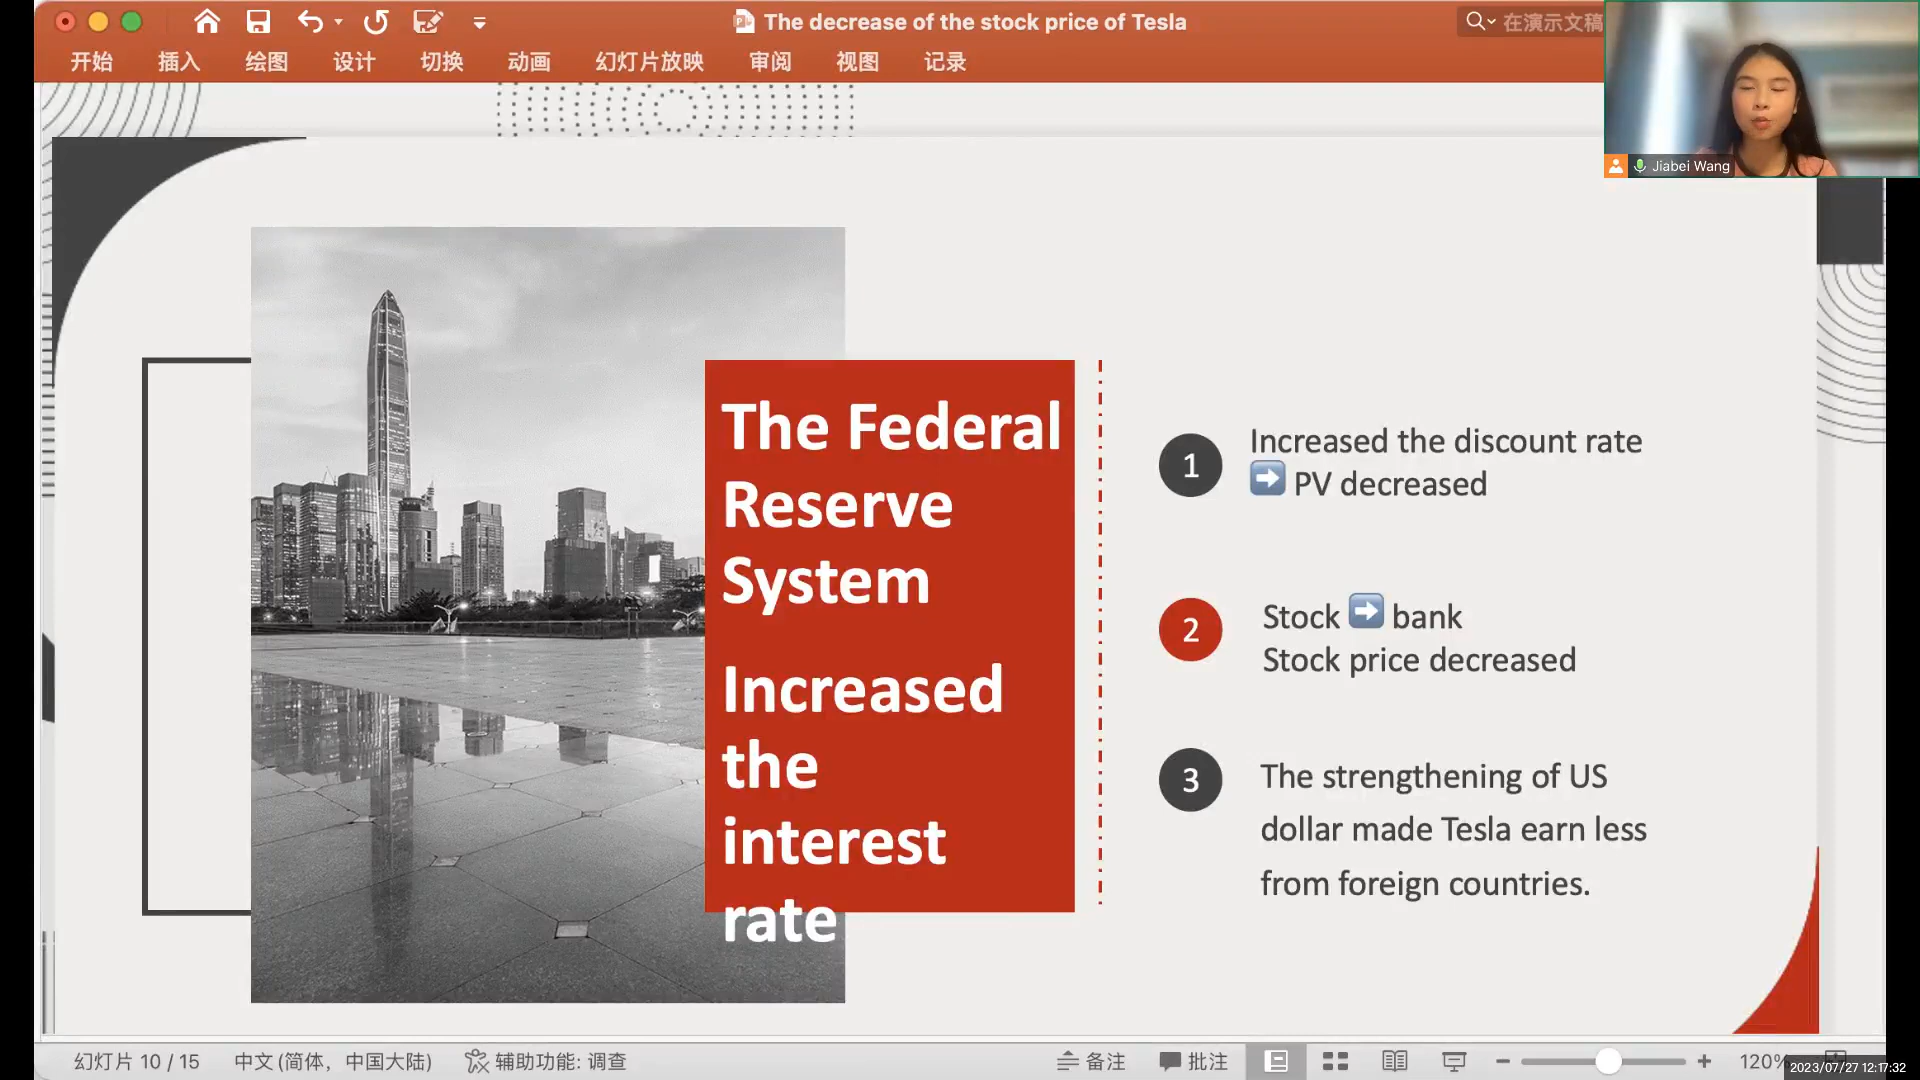 The decrease of the stock price of Tesla
在演示文稿
开始 插入 绘图 设计 切换 动画 幻灯片放映 审阅 视图 记录
Jiabei Wang
The Federal
Reserve
System
Increased
the
interest
rate
1
Increased the discount rate
➡️ PV decreased
2
Stock ➡️ bank
Stock price decreased
3
The strengthening of US
dollar made Tesla earn less
from foreign countries.
幻灯片 10 / 15 中文 (简体，中国大陆) 辅助功能: 调查 备注 批注 120%
2023/07/27 12:17:32